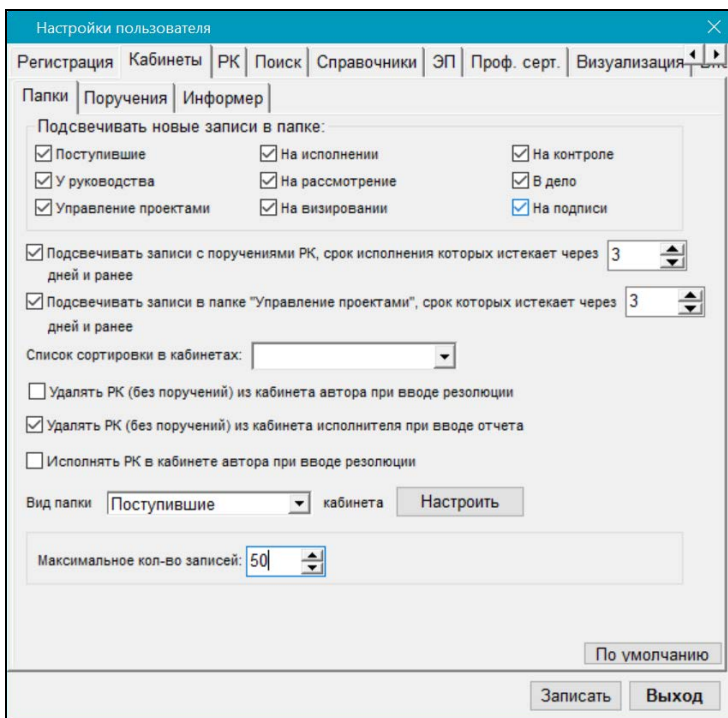 Настройки пользователя
Регистрация Кабинеты РК Поиск Справочники ЭП Проф. серт. Визуализация
Папки Поручения Информер
Подсвечивать новые записи в папке:
Поступившие На исполнении На контроле
У руководства На рассмотрение В дело
Управление проектами На визировании На подписи
Подсвечивать записи с поручениями РК, срок исполнения которых истекает через 3
дней и ранее
Подсвечивать записи в папке "Управление проектами", срок которых истекает через 3
дней и ранее
Список сортировки в кабинетах:
Удалять РК (без поручений) из кабинета автора при вводе резолюции
Удалять РК (без поручений) из кабинета исполнителя при вводе отчета
Исполнять РК в кабинете автора при вводе резолюции
Вид папки Поступившие кабинета Настроить
Максимальное кол-во записей: 50
По умолчанию
Записать Выход